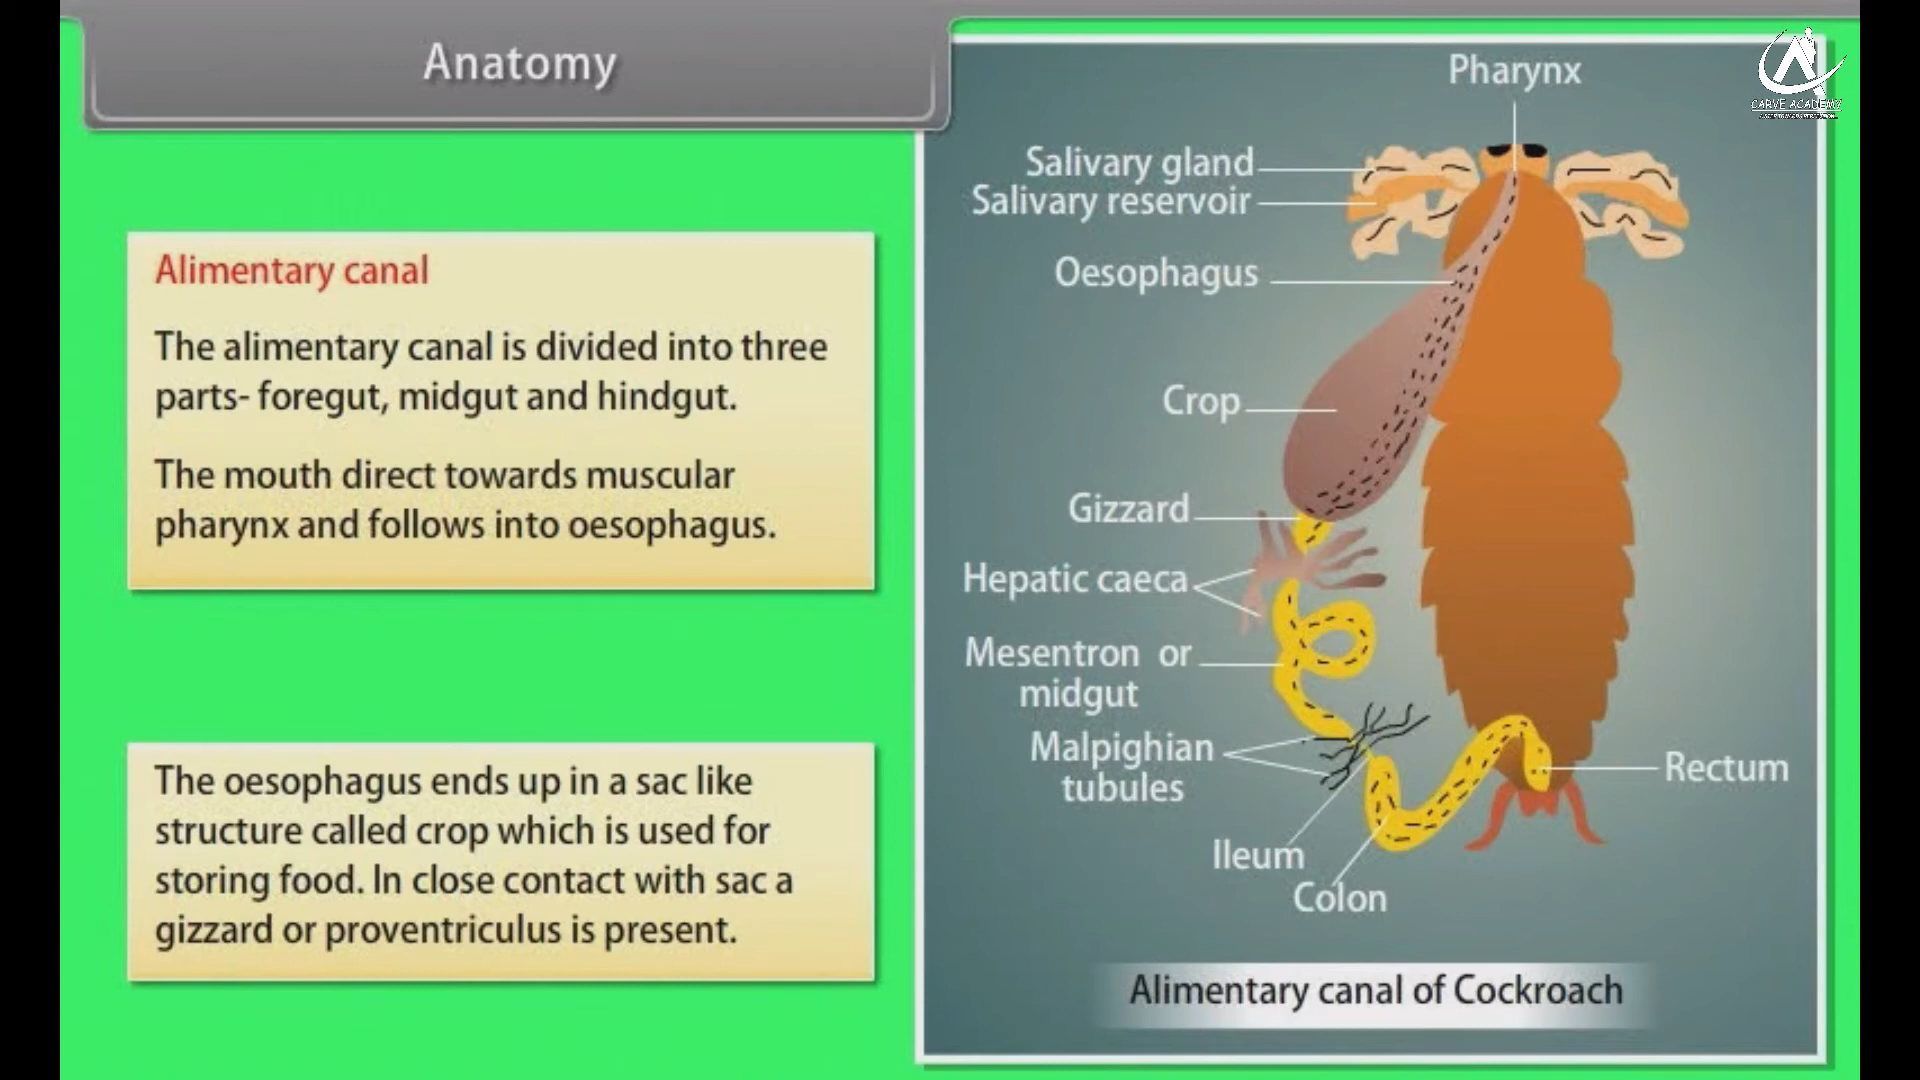 Anatomy
CARVE ACADEMY
Alimentary canal
The alimentary canal is divided into three
parts- foregut, midgut and hindgut.
The mouth direct towards muscular
pharynx and follows into oesophagus.
The oesophagus ends up in a sac like
structure called crop which is used for
storing food. In close contact with sac a
gizzard or proventriculus is present.
Pharynx
Salivary gland
Salivary reservoir
Oesophagus
Crop
Gizzard
Hepatic caeca
Mesentron or
midgut
Malpighian
tubules
Rectum
Ileum
Colon
Alimentary canal of Cockroach